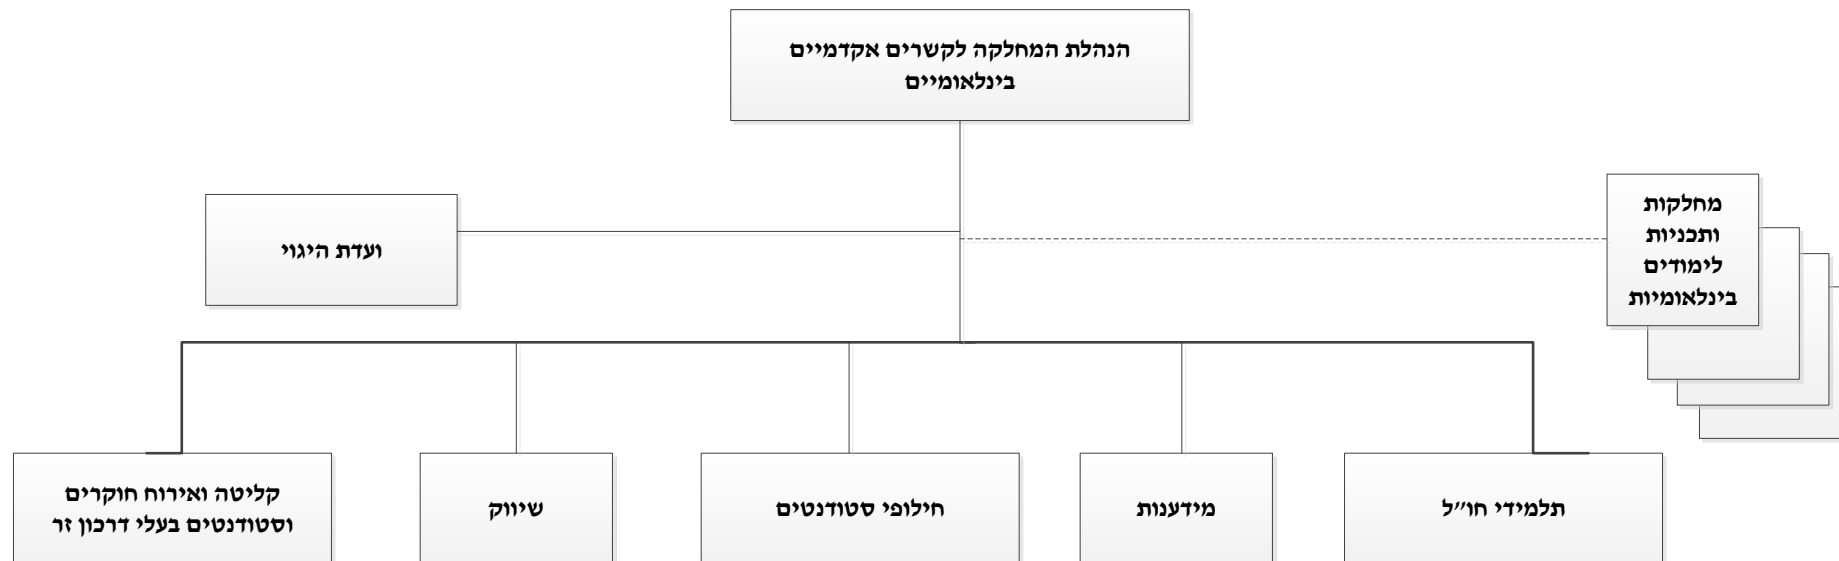 הנהלת המחלקה לקשרים אקדמיים
בינלאומיים
מחלקות
ותכניות
לימודים
בינלאומיות
ועדת היגוי
תלמידי חו״ל
מידענות
חילופי סטודנטים
שיווק
קליטה ואירוח חוקרים
וסטודנטים בעלי דרכון זר